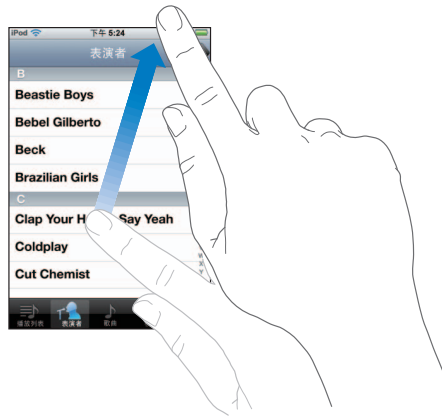 iPod 下午 5:24
表演者
B
Beastie Boys
Bebel Gilberto
Beck
Brazilian Girls
C
Clap Your H Say Yeah
Coldplay
Cut Chemist
播放列表 表演者 歌曲